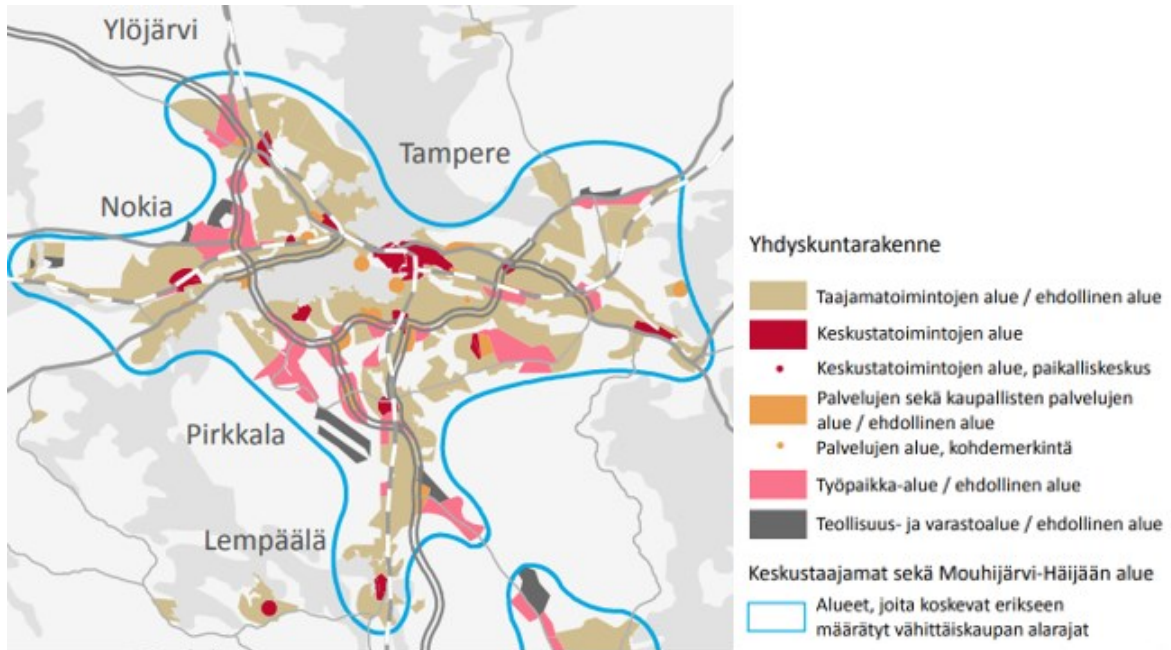 Ylöjärvi
Tampere
Nokia
Pirkkala
Lempäälä
Yhdyskuntarakenne
Taajamatoimintojen alue / ehdollinen alue
Keskustatoimintojen alue
Keskustatoimintojen alue, paikalliskeskus
Palvelujen sekä kaupallisten palvelujen
alue / ehdollinen alue
Palvelujen alue, kohdemerkintä
Työpaikka-alue / ehdollinen alue
Teollisuus- ja varastoalue / ehdollinen alue
Keskustaajamat sekä Mouhijärvi-Häijään alue
Alueet, joita koskevat erikseen
määrätyt vähittäiskaupan alarajat